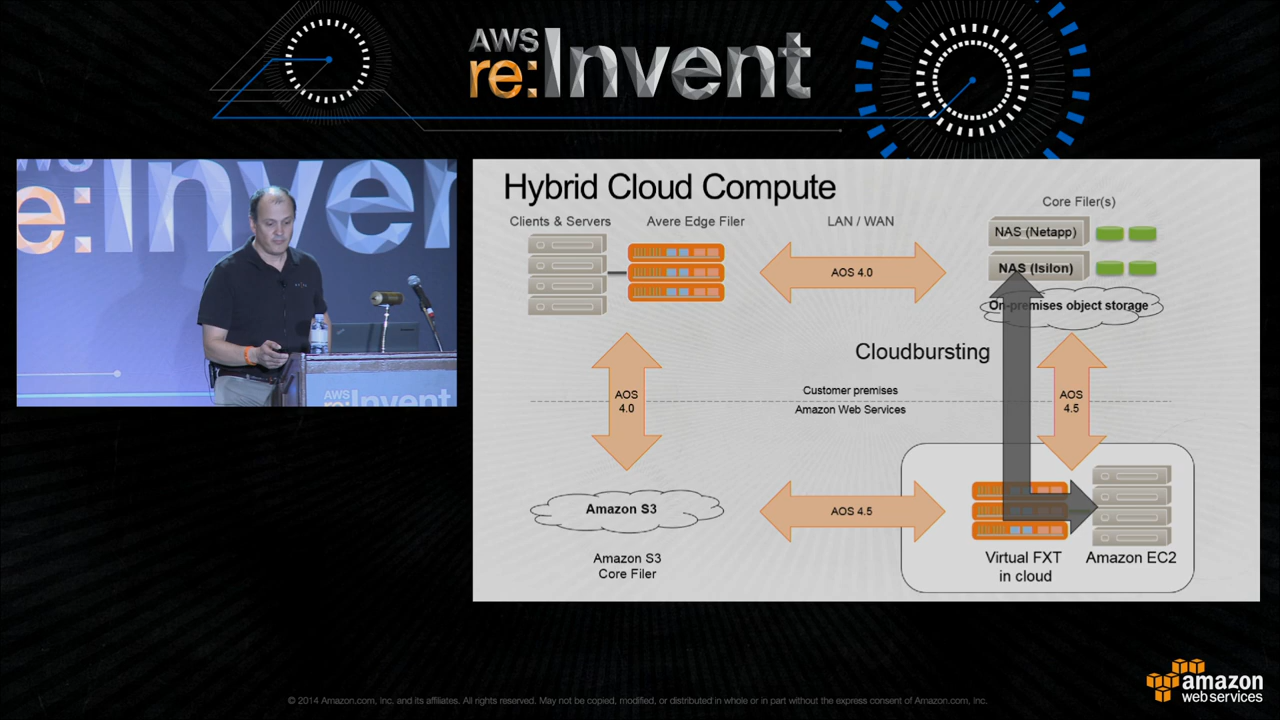 AWS
re:Invent
AWS
re:Inven
AWS
re:Invent
Hybrid Cloud Compute
Clients & Servers
Avere Edge Filer
LAN / WAN
Core Filer(s)
NAS (Netapp)
NAS (Isilon)
AOS 4.0
On-premises object storage
Cloudbursting
Customer premises
Amazon Web Services
AOS
4.0
AOS
4.5
Amazon S3
AOS 4.5
Amazon S3
Core Filer
Virtual FXT
in cloud
Amazon EC2
amazon
web services
© 2014 Amazon.com, Inc. and its affiliates. All rights reserved. May not be copied, modified, or distributed in whole or in part without the express consent of Amazon.com, Inc.